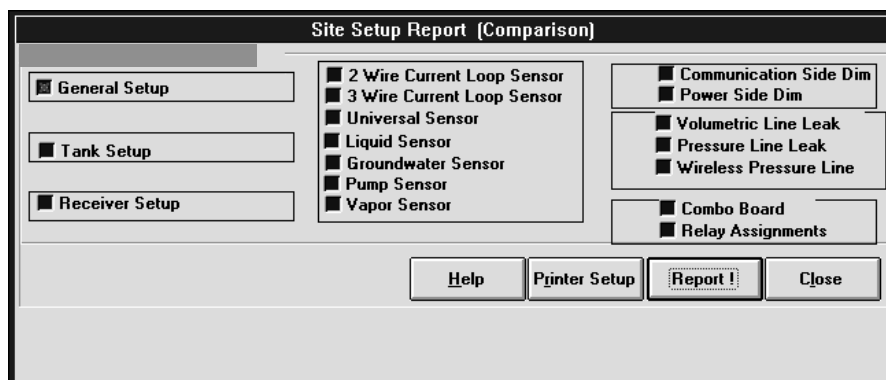 Site Setup Report (Comparison)
General Setup
Tank Setup
Receiver Setup
2 Wire Current Loop Sensor
3 Wire Current Loop Sensor
Universal Sensor
Liquid Sensor
Groundwater Sensor
Pump Sensor
Vapor Sensor
Communication Side Dim
Power Side Dim
Volumetric Line Leak
Pressure Line Leak
Wireless Pressure Line
Combo Board
Relay Assignments
Help
Printer Setup
Report !
Close